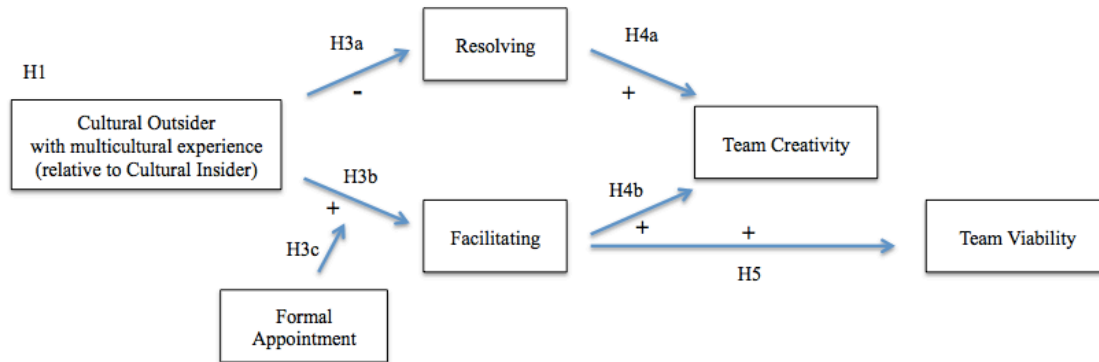 H1
Cultural Outsider
with multicultural experience
(relative to Cultural Insider)
H3a
-
Resolving
H4a
+
Team Creativity
H3b
+
H3c
Formal
Appointment
Facilitating
H4b
+
+
H5
Team Viability